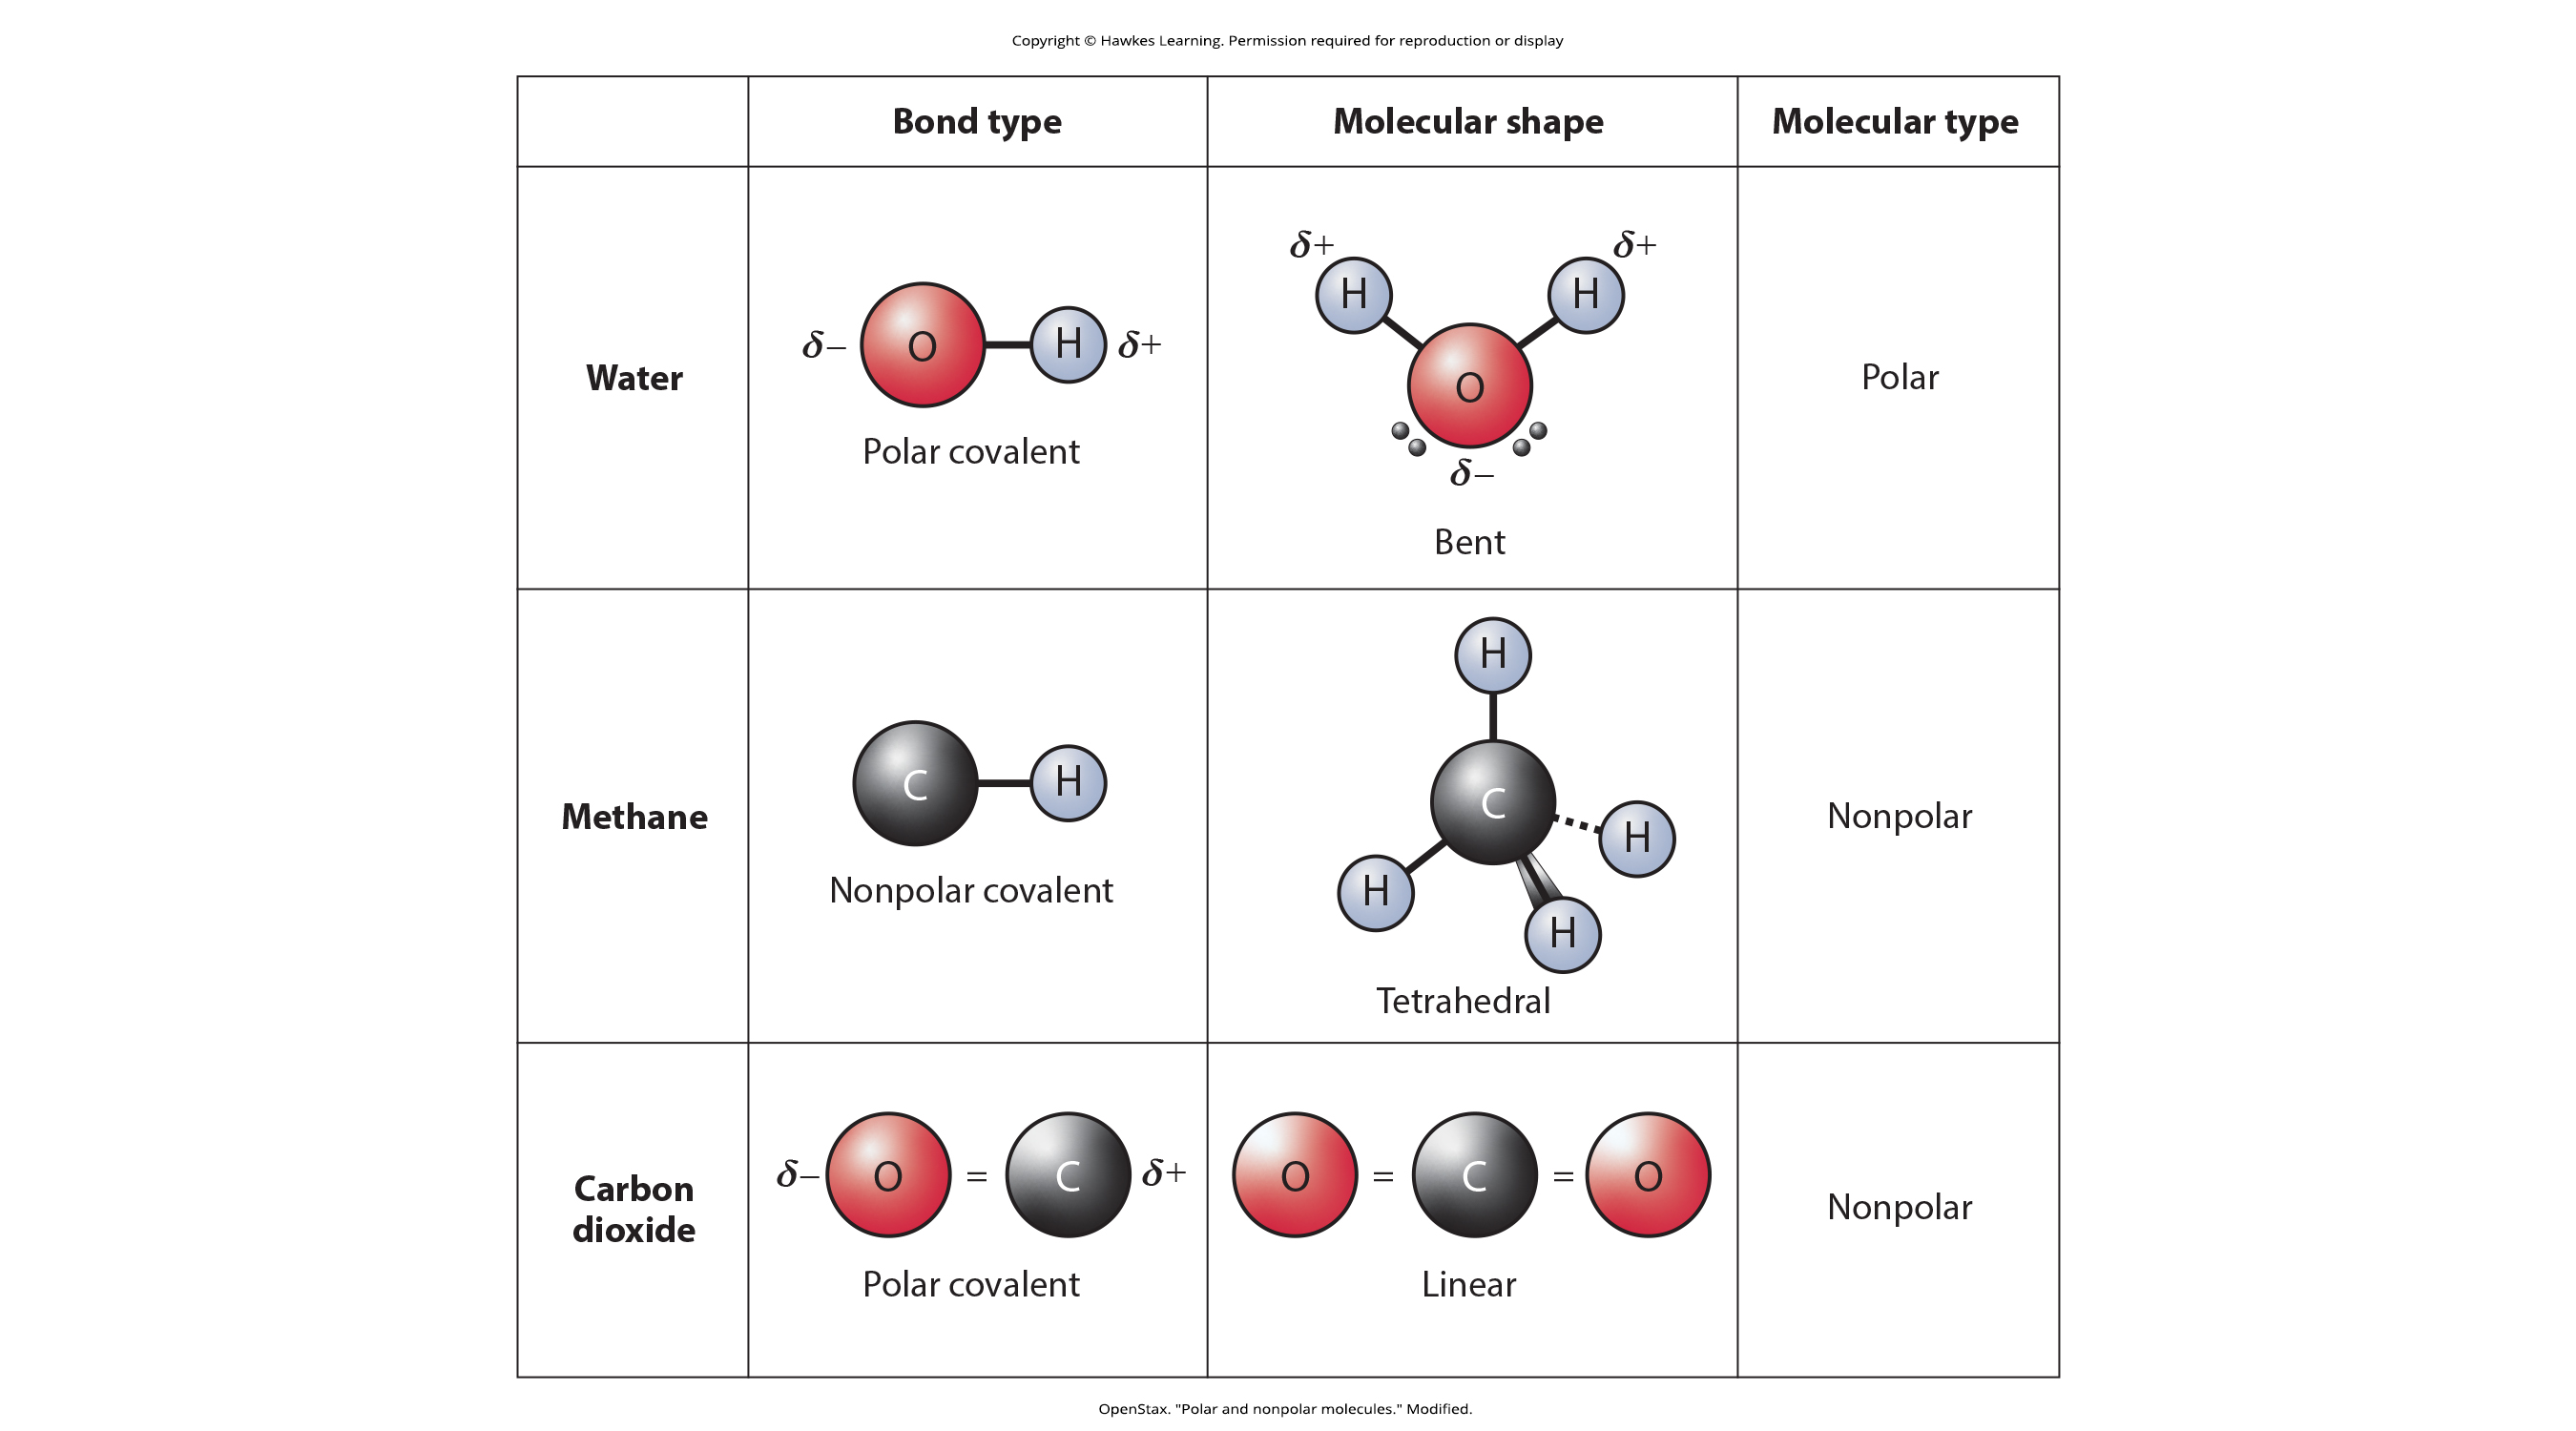 Copyright © Hawkes Learning. Permission required for reproduction or display
Bond type
Molecular shape
Molecular type
Water
δ− O H δ+
Polar covalent
δ+ δ+
H H
O
δ−
Bent
Polar
Methane
C H
Nonpolar covalent
H
C
H
H
H
Tetrahedral
Nonpolar
Carbon
dioxide
δ− O = C δ+
Polar covalent
O = C = O
Linear
Nonpolar
OpenStax. "Polar and nonpolar molecules." Modified.